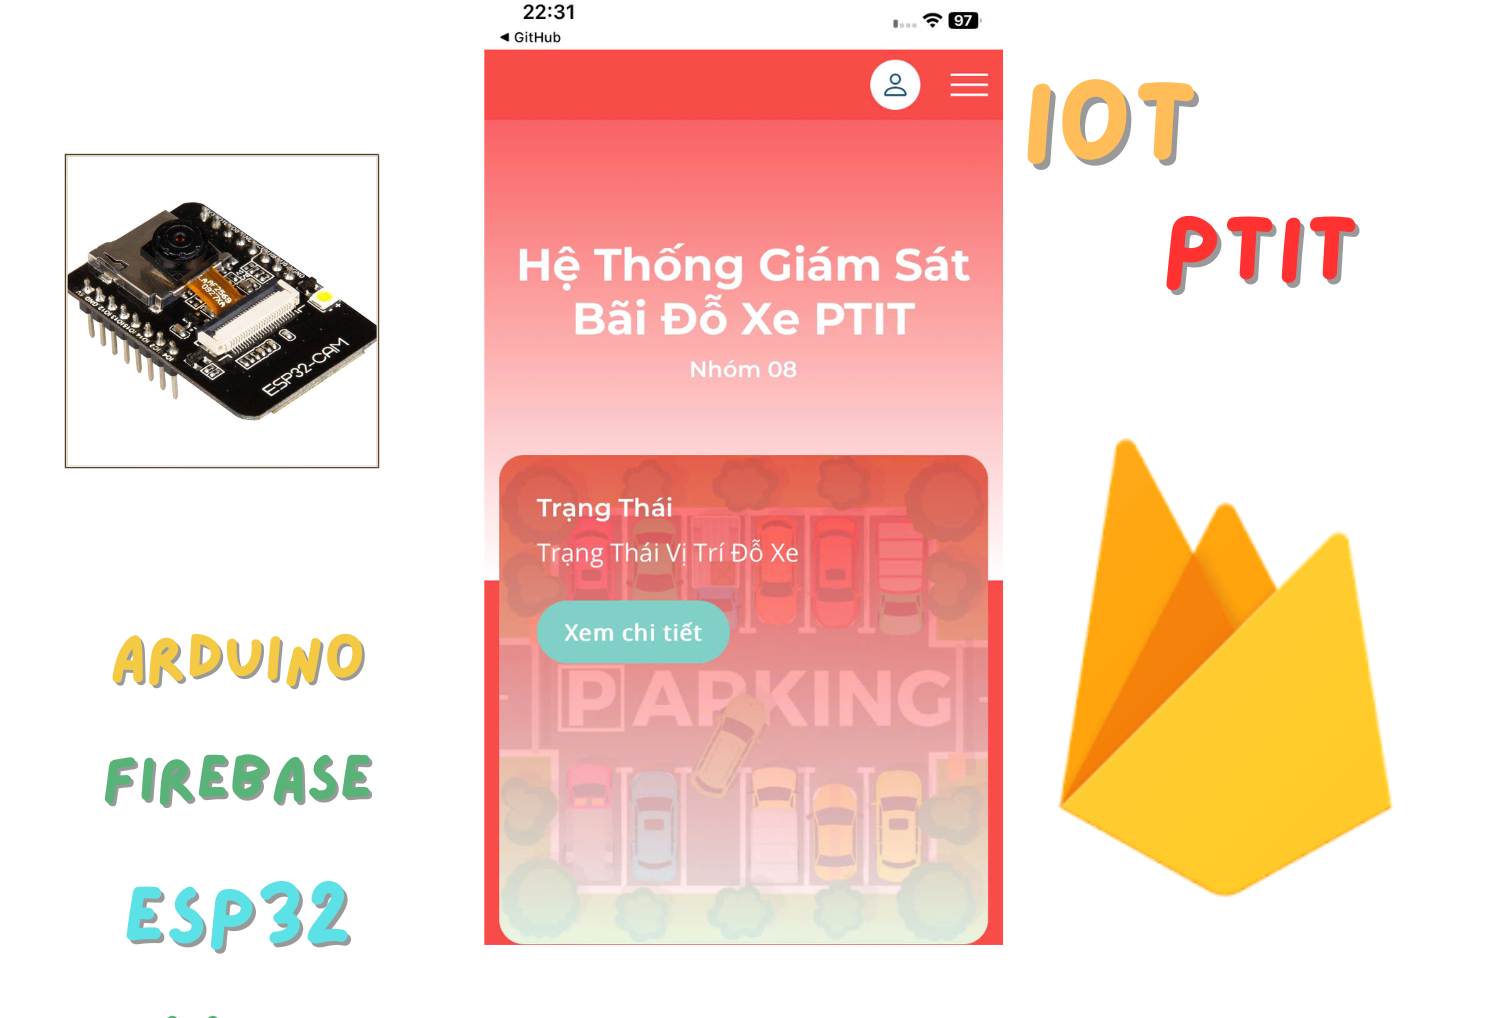 22:31
97
◀ GitHub
IOT
PTIT
Hệ Thống Giám Sát
Bãi Đỗ Xe PTIT
Nhóm 08
ESP32-CAM
Trạng Thái
Trạng Thái Vị Trí Đỗ Xe
Xem chi tiết
PARKING
ARDUINO
FIREBASE
ESP32